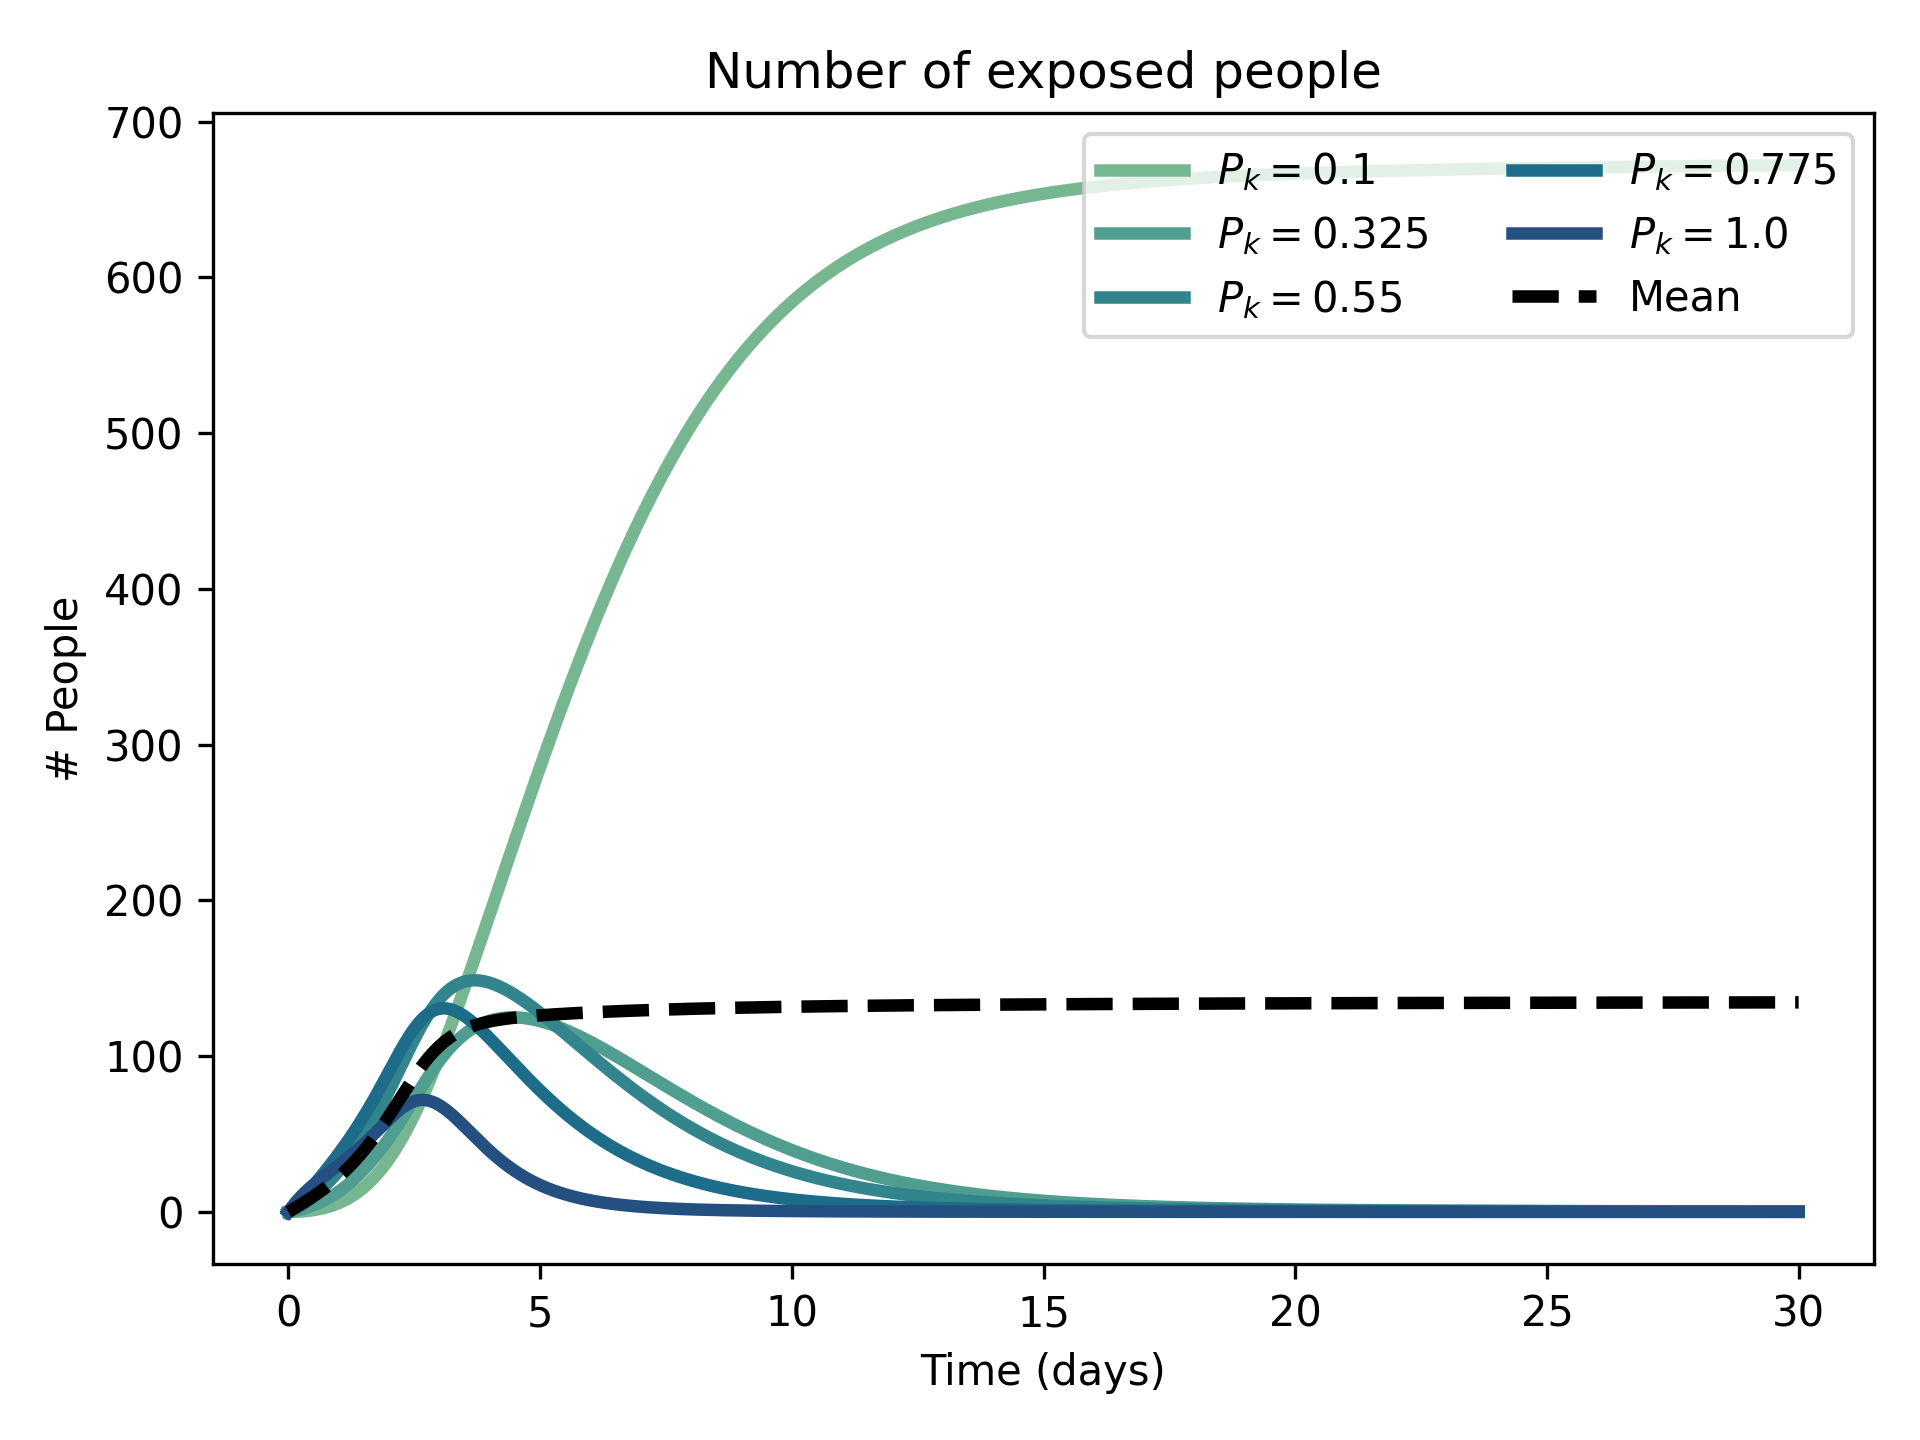 Number of exposed people
700
600
500
400
300
200
100
0
# People
P_k = 0.1
P_k = 0.325
P_k = 0.55
P_k = 0.775
P_k = 1.0
Mean
0 5 10 15 20 25 30
Time (days)